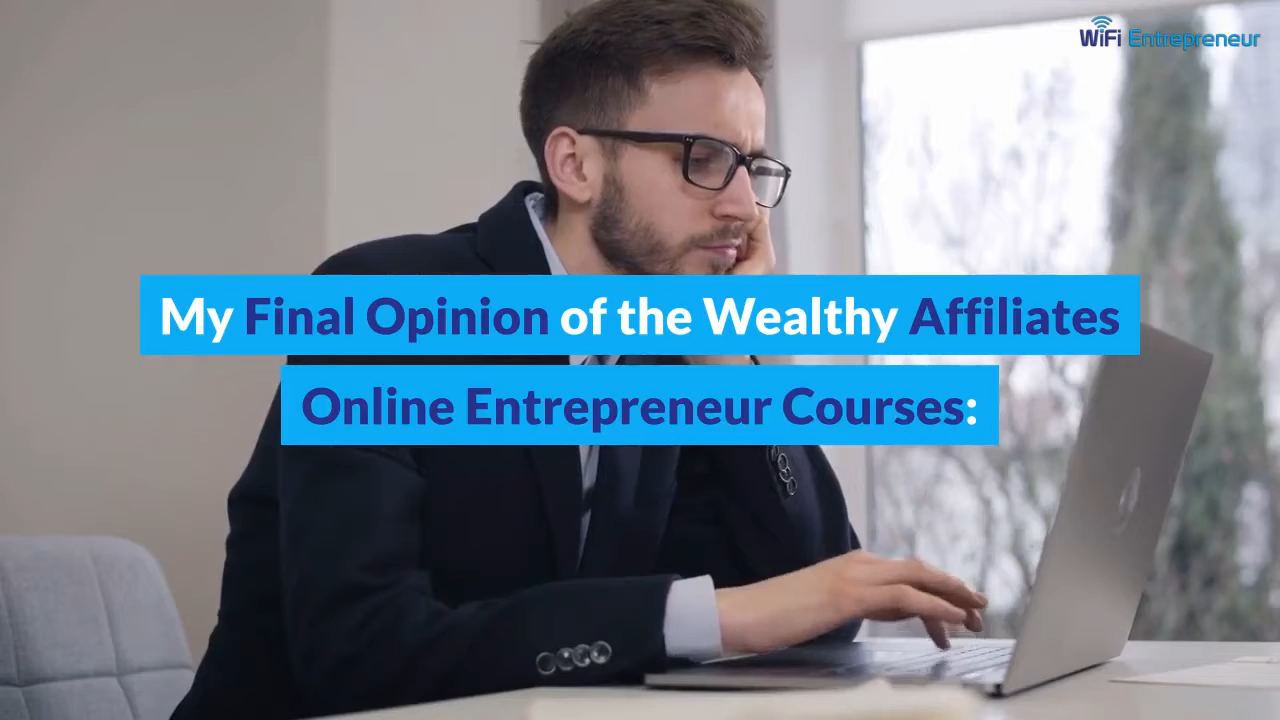 WiFi Entrepreneur
My Final Opinion of the Wealthy Affiliates
Online Entrepreneur Courses: